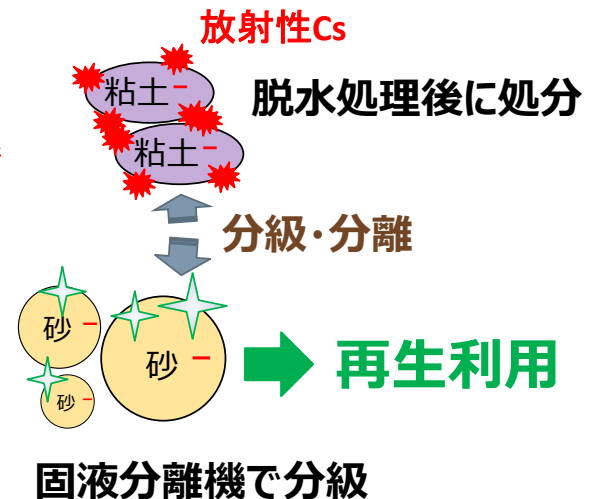 放射性Cs
粘土-
脱水処理後に処分
粘土-
分級・分離
砂-
砂-
砂-
再生利用
固液分離機で分級